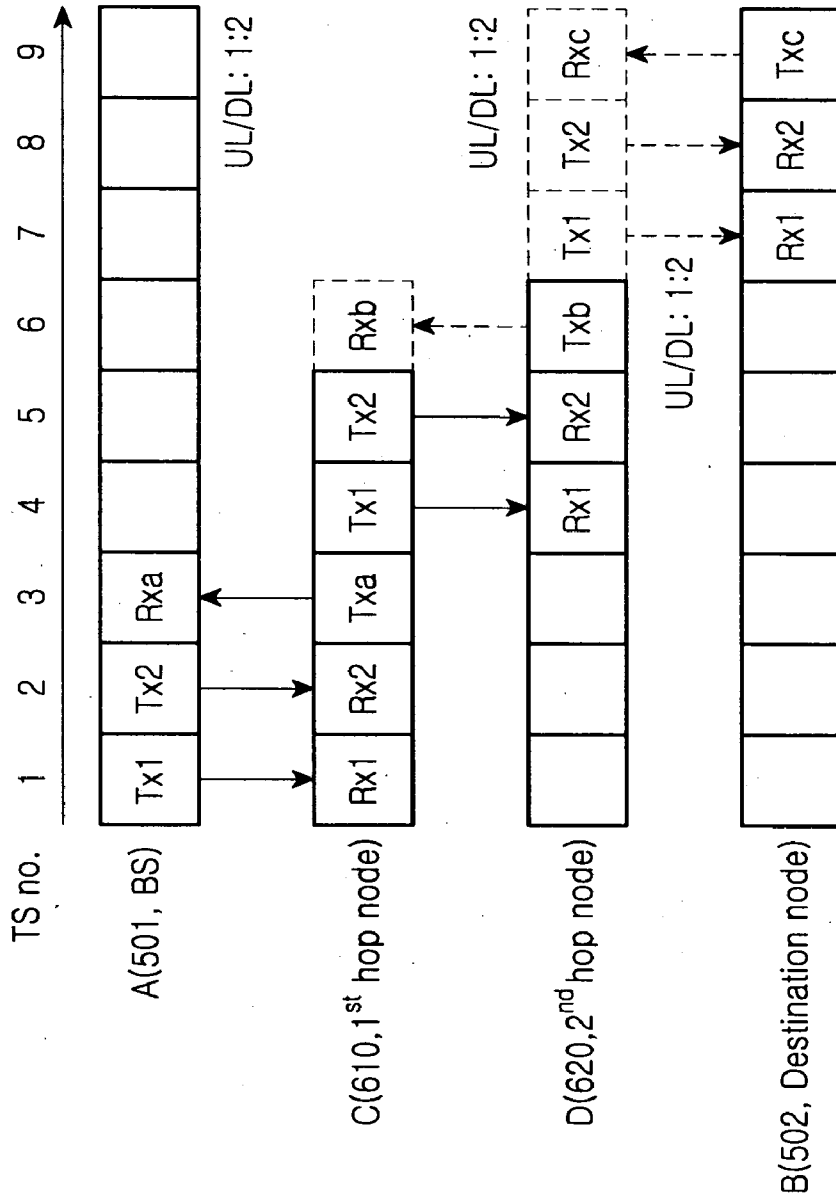 TS no. 1 2 3 4 5 6 7 8 9
A(501, BS) Tx1 Tx2 Rxa
UL/DL: 1:2
C(610,1st hop node) Rx1 Rx2 Txa Tx1 Tx2 Rxb
UL/DL: 1:2
D(620,2nd hop node) Rx1 Rx2 Txb Tx1 Tx2 Rxc
UL/DL: 1:2
B(502, Destination node) Rx1 Rx2 Txc